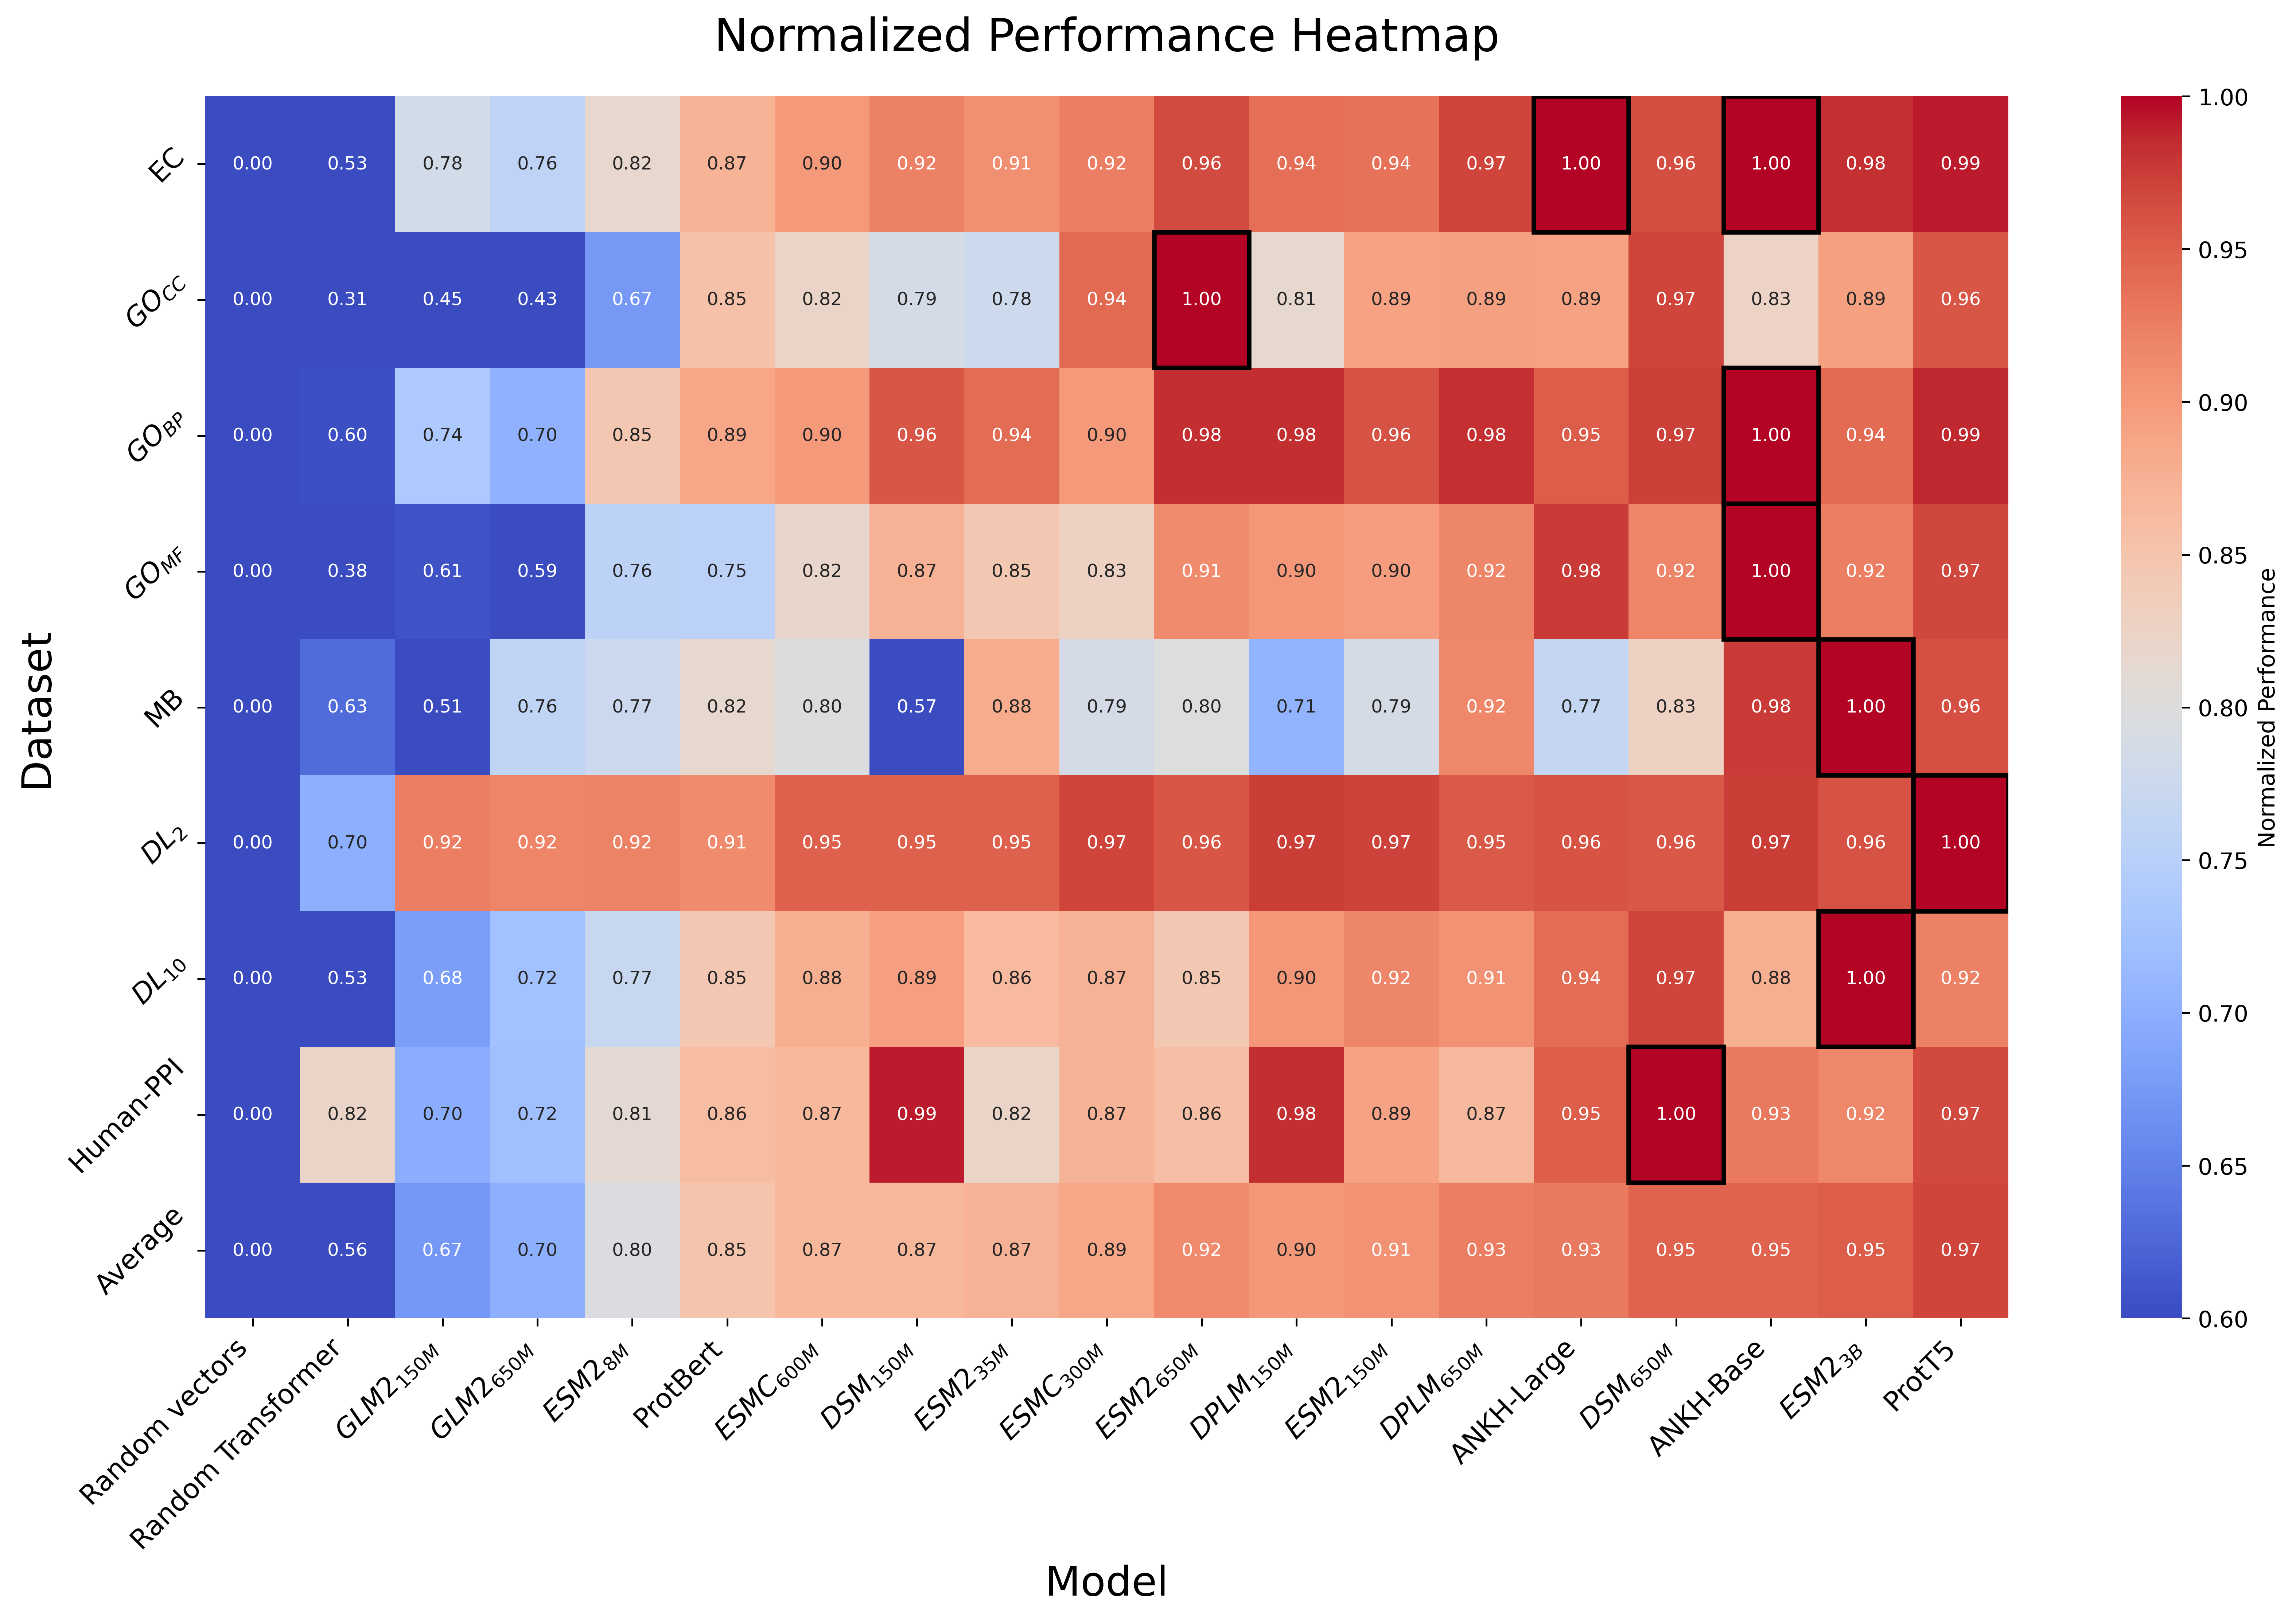 Normalized Performance Heatmap
Dataset
EC 0.00 0.53 0.78 0.76 0.82 0.87 0.90 0.92 0.91 0.92 0.96 0.94 0.94 0.97 1.00 0.96 1.00 0.98 0.99
GO_CC 0.00 0.31 0.45 0.43 0.67 0.85 0.82 0.79 0.78 0.94 1.00 0.81 0.89 0.89 0.89 0.97 0.83 0.89 0.96
GO_BP 0.00 0.60 0.74 0.70 0.85 0.89 0.90 0.96 0.94 0.90 0.98 0.98 0.96 0.98 0.95 0.97 1.00 0.94 0.99
GO_MF 0.00 0.38 0.61 0.59 0.76 0.75 0.82 0.87 0.85 0.83 0.91 0.90 0.90 0.92 0.98 0.92 1.00 0.92 0.97
MB 0.00 0.63 0.51 0.76 0.77 0.82 0.80 0.57 0.88 0.79 0.80 0.71 0.79 0.92 0.77 0.83 0.98 1.00 0.96
DL_2 0.00 0.70 0.92 0.92 0.92 0.91 0.95 0.95 0.95 0.97 0.96 0.97 0.97 0.95 0.96 0.96 0.97 0.96 1.00
DL_10 0.00 0.53 0.68 0.72 0.77 0.85 0.88 0.89 0.86 0.87 0.85 0.90 0.92 0.91 0.94 0.97 0.88 1.00 0.92
Human-PPI 0.00 0.82 0.70 0.72 0.81 0.86 0.87 0.99 0.82 0.87 0.86 0.98 0.89 0.87 0.95 1.00 0.93 0.92 0.97
Average 0.00 0.56 0.67 0.70 0.80 0.85 0.87 0.87 0.87 0.89 0.92 0.90 0.91 0.93 0.93 0.95 0.95 0.95 0.97
Random vectors
Random Transformer
GLM2_150M
GLM2_650M
ESM2_8M
ProtBert
ESMC_600M
DSM_150M
ESM2_35M
ESMC_300M
ESM2_650M
DPLM_150M
ESM2_150M
DPLM_650M
ANKH-Large
DSM_650M
ANKH-Base
ESM2_3B
ProtT5
Model
1.00
0.95
0.90
0.85
0.80
0.75
0.70
0.65
0.60
Normalized Performance